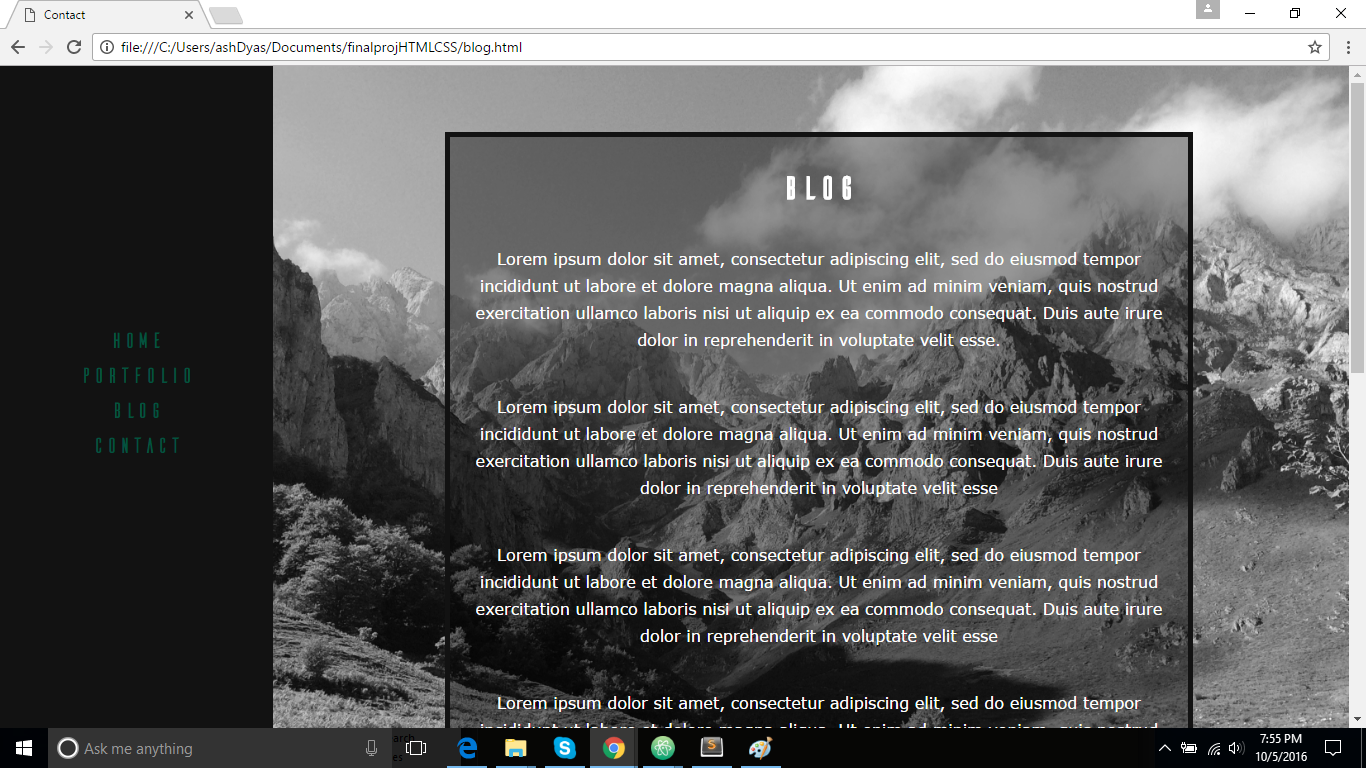 Contact
file:///C:/Users/ashDyas/Documents/finalprojHTMLCSS/blog.html
HOME
PORTFOLIO
BLOG
CONTACT
BLOG
Lorem ipsum dolor sit amet, consectetur adipiscing elit, sed do eiusmod tempor
incididunt ut labore et dolore magna aliqua. Ut enim ad minim veniam, quis nostrud
exercitation ullamco laboris nisi ut aliquip ex ea commodo consequat. Duis aute irure
dolor in reprehenderit in voluptate velit esse.
Lorem ipsum dolor sit amet, consectetur adipiscing elit, sed do eiusmod tempor
incididunt ut labore et dolore magna aliqua. Ut enim ad minim veniam, quis nostrud
exercitation ullamco laboris nisi ut aliquip ex ea commodo consequat. Duis aute irure
dolor in reprehenderit in voluptate velit esse
Lorem ipsum dolor sit amet, consectetur adipiscing elit, sed do eiusmod tempor
incididunt ut labore et dolore magna aliqua. Ut enim ad minim veniam, quis nostrud
exercitation ullamco laboris nisi ut aliquip ex ea commodo consequat. Duis aute irure
dolor in reprehenderit in voluptate velit esse
Lorem ipsum dolor sit amet, consectetur adipiscing elit, sed do eiusmod tempor
Ask me anything
7:55 PM
10/5/2016